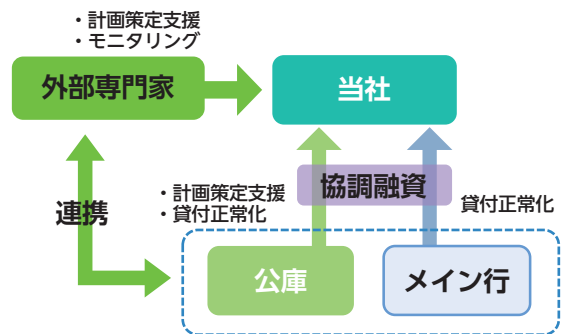 ・計画策定支援
・モニタリング
外部専門家
当社
・計画策定支援
・貸付正常化
協調融資
貸付正常化
連携
公庫
メイン行